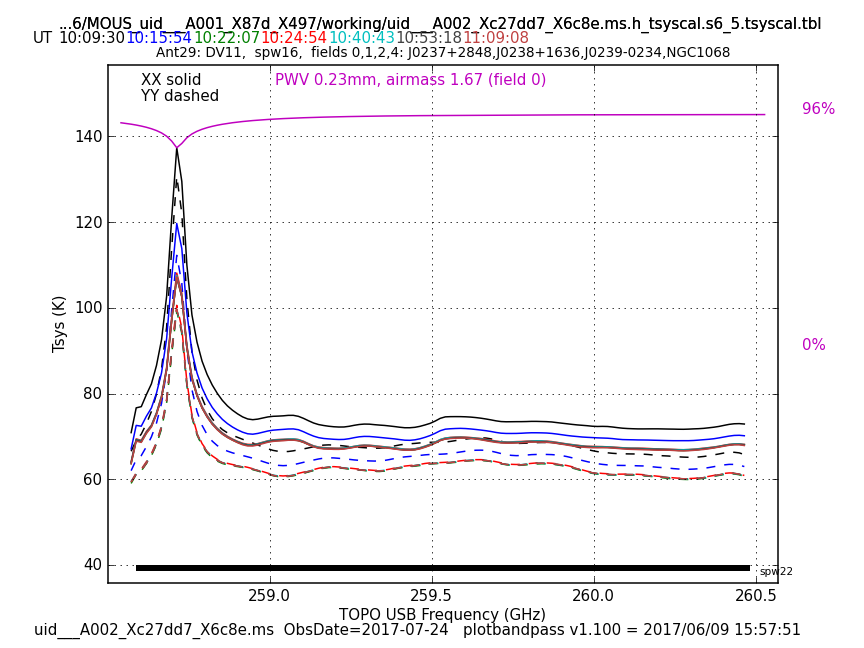 ...6/MOUS_uid___A001_X87d_X497/working/uid___A002_Xc27dd7_X6c8e.ms.h_tsyscal.s6_5.tsyscal.tbl
UT 10:09:30 10:15:54 10:22:07 10:24:54 10:40:43 10:53:18 11:09:08
Ant29: DV11, spw16, fields 0,1,2,4: J0237+2848,J0238+1636,J0239-0234,NGC1068
XX solid
YY dashed
PWV 0.23mm, airmass 1.67 (field 0)
96%
0%
Tsys (K)
140
120
100
80
60
40
spw22
259.0 259.5 260.0 260.5
TOPO USB Frequency (GHz)
uid___A002_Xc27dd7_X6c8e.ms ObsDate=2017-07-24 plotbandpass v1.100 = 2017/06/09 15:57:51